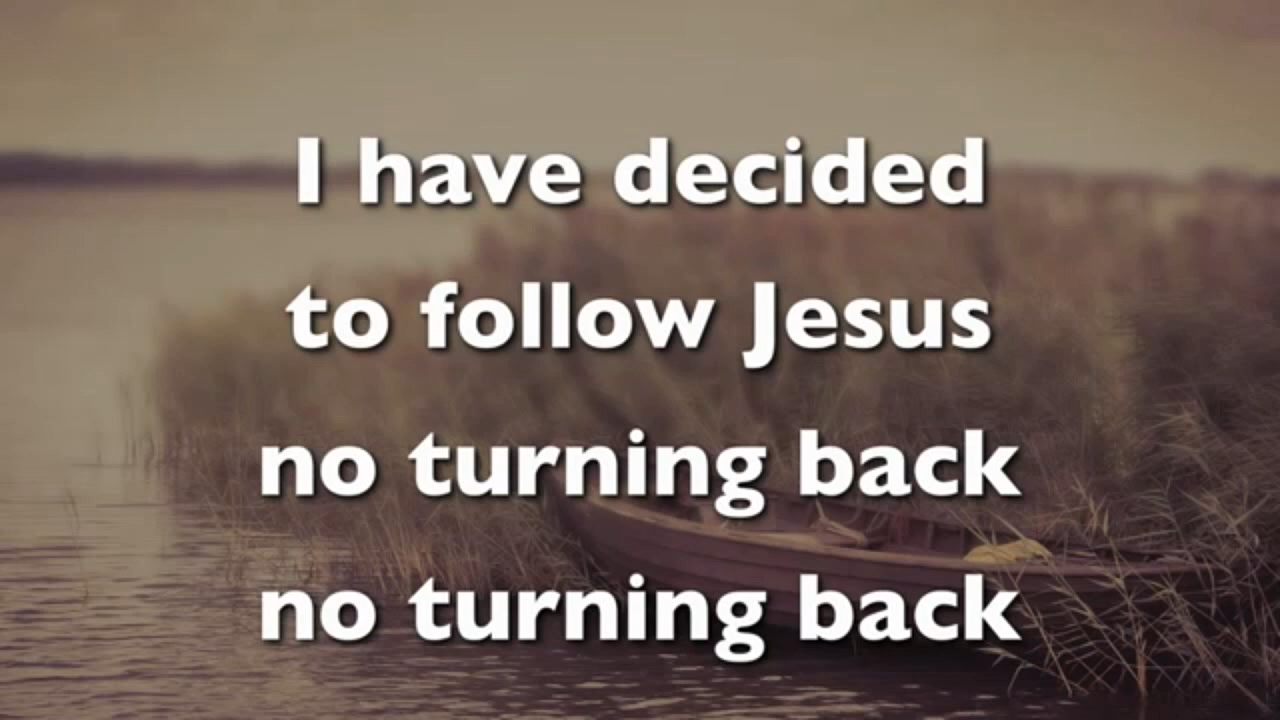 I have decided
to follow Jesus
no turning back
no turning back